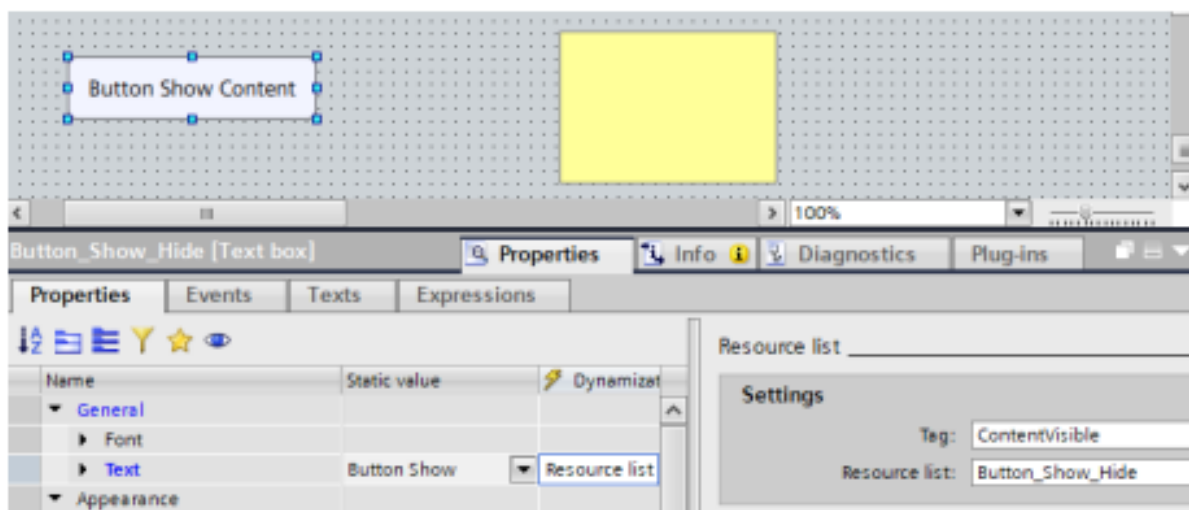 Button Show Content
100%
Button_Show_Hide [Text box]
Properties Info Diagnostics Plug-ins
Properties Events Texts Expressions
Resource list
Name Static value Dynamizat
Settings
General
Font
Tag: ContentVisible
Text Button Show Resource list
Resource list: Button_Show_Hide
Appearance